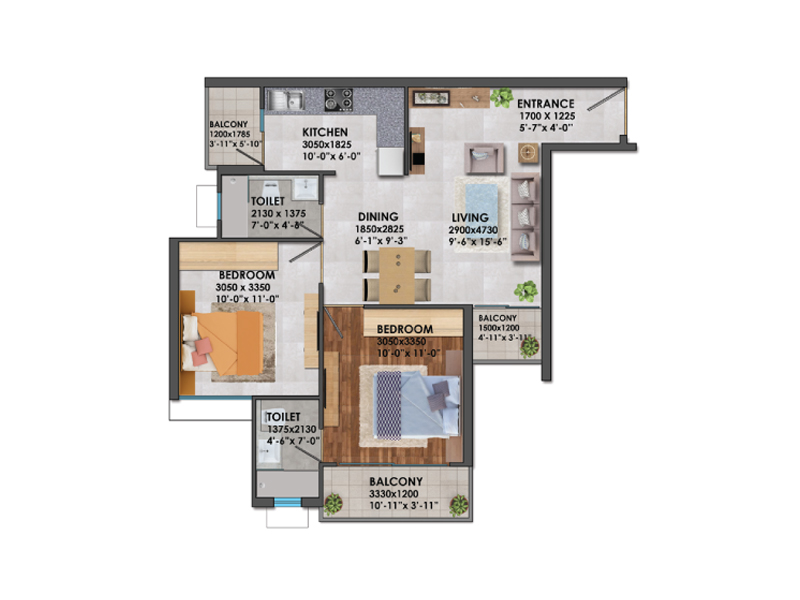 ENTRANCE
1700 X 1225
5'-7"x 4'-0"
BALCONY
1200x1785
3'-11"x 5'-10"
KITCHEN
3050x1825
10'-0"x 6'-0"
TOILET
2130 x 1375
7'-0"x 4'-6"
DINING
1850x2825
6'-1"x 9'-3"
LIVING
2900x4730
9'-6"x 15'-6"
BEDROOM
3050 x 3350
10'-0"x 11'-0"
BALCONY
1500x1200
4'-11"x 3'-11"
BEDROOM
3050x3350
10'-0"x 11'-0"
TOILET
1375x2130
4'-6"x 7'-0"
BALCONY
3330x1200
10'-11"x 3'-11"